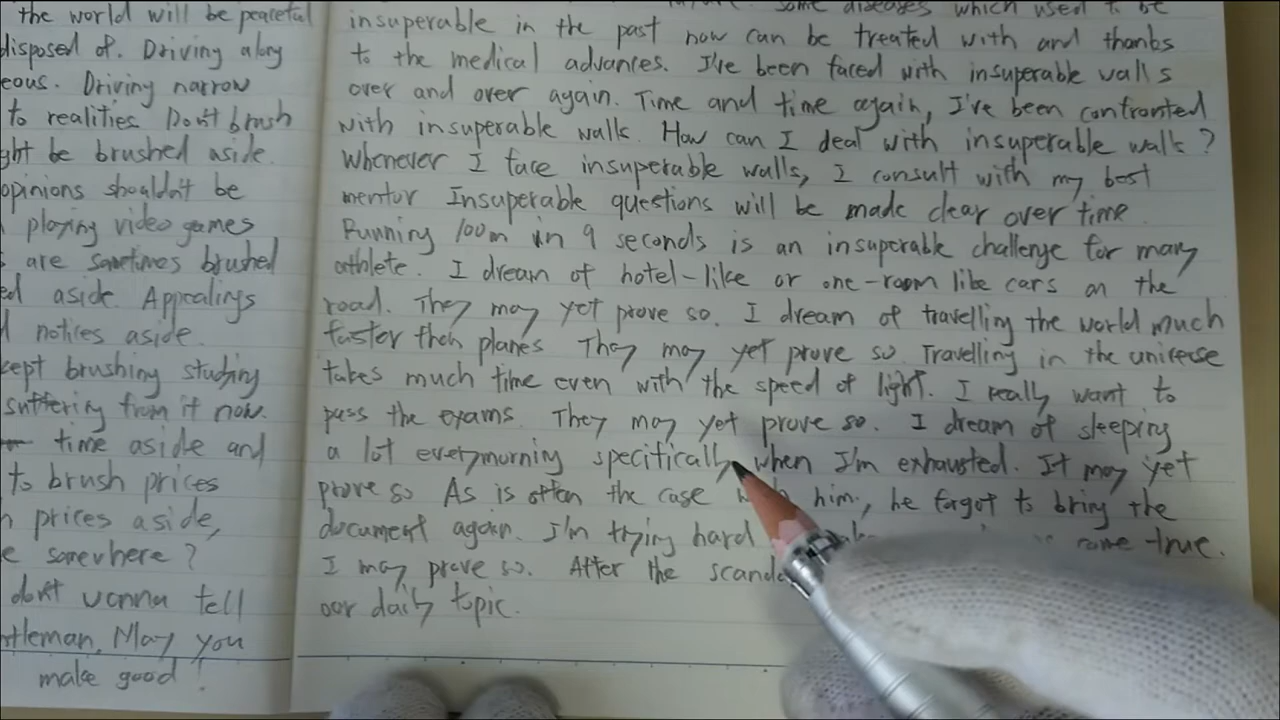 the world will be peaceful
disposed of. Driving along
eous. Driving narrow
to realities. Don't brush
ght be brushed aside.
opinions shouldn't be
playing video games
s are sometimes brushed
ed aside. Appealings
d notices aside.
cept brushing studying
suffering from it now.
time aside and
to brush prices
n prices aside,
e somewhere?
don't wanna tell
ntleman. May you
make good!
some diseases which used to be
insuperable in the past now can be treated with and thanks
to the medical advances. I've been faced with insuperable walls
over and over again. Time and time again, I've been confronted
with insuperable walls. How can I deal with insuperable walls?
Whenever I face insuperable walls, I consult with my best
mentor Insuperable questions will be made clear over time.
Running 100m in 9 seconds is an insuperable challenge for many
athlete. I dream of hotel-like or one-room like cars on the
road. They may yet prove so. I dream of travelling the world much
faster then planes They may yet prove so. Travelling in the universe
takes much time even with the speed of light. I really want to
pass the exams. They may yet prove so. I dream of sleeping
a lot everymorning specifically when I'm exhausted. It may yet
prove so As is often the case him, he forgot to bring the
document again. I'm trying hard come true.
I may prove so. After the
our daily topic.